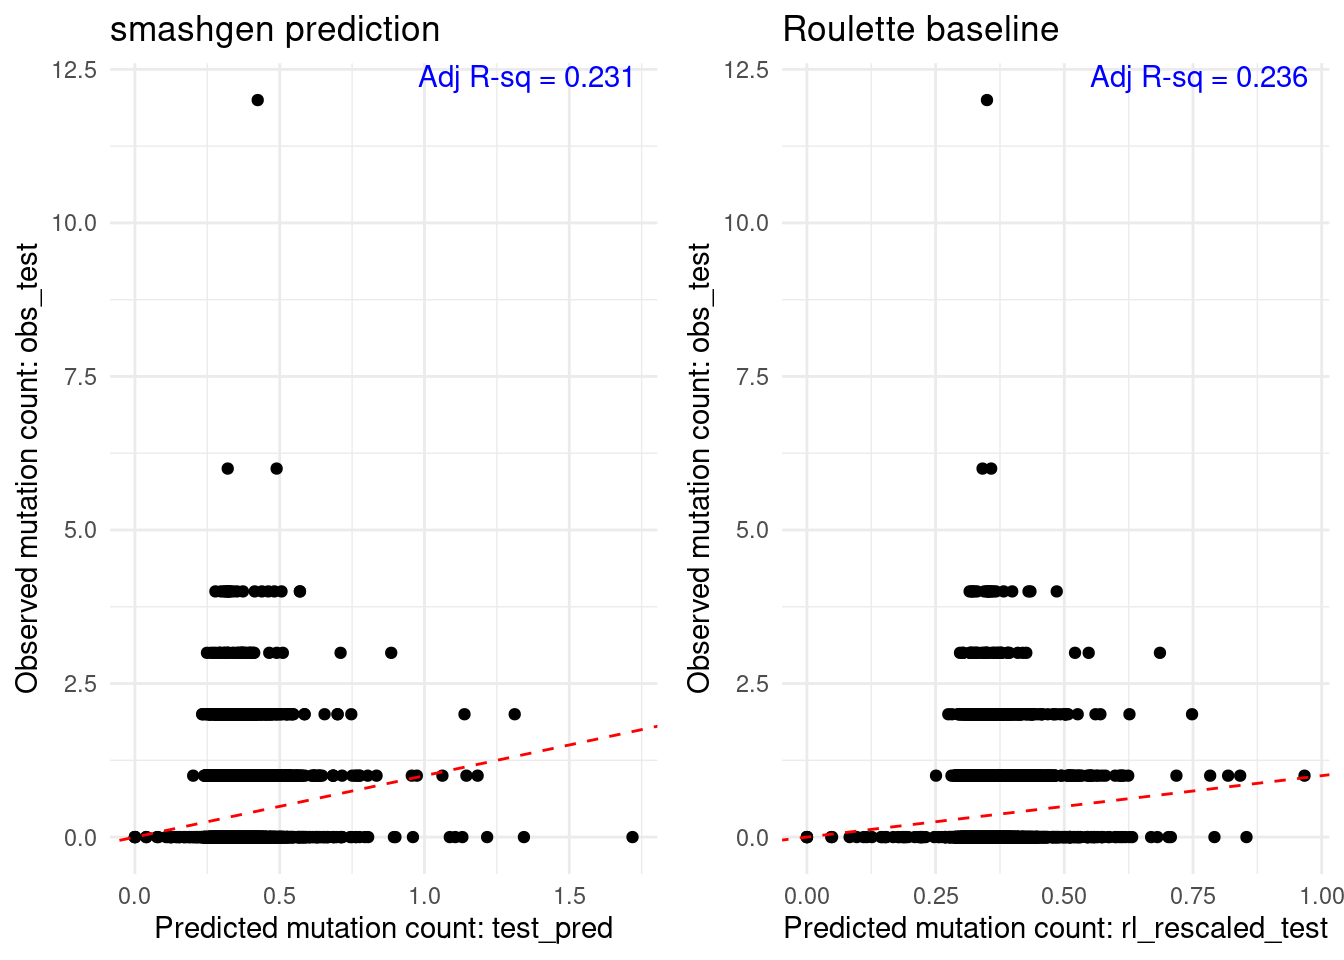 smashgen prediction
Adj R-sq = 0.231
12.5
10.0
7.5
5.0
2.5
0.0
Observed mutation count: obs_test
0.0 0.5 1.0 1.5
Predicted mutation count: test_pred
Roulette baseline
Adj R-sq = 0.236
12.5
10.0
7.5
5.0
2.5
0.0
Observed mutation count: obs_test
0.00 0.25 0.50 0.75 1.00
Predicted mutation count: rl_rescaled_test